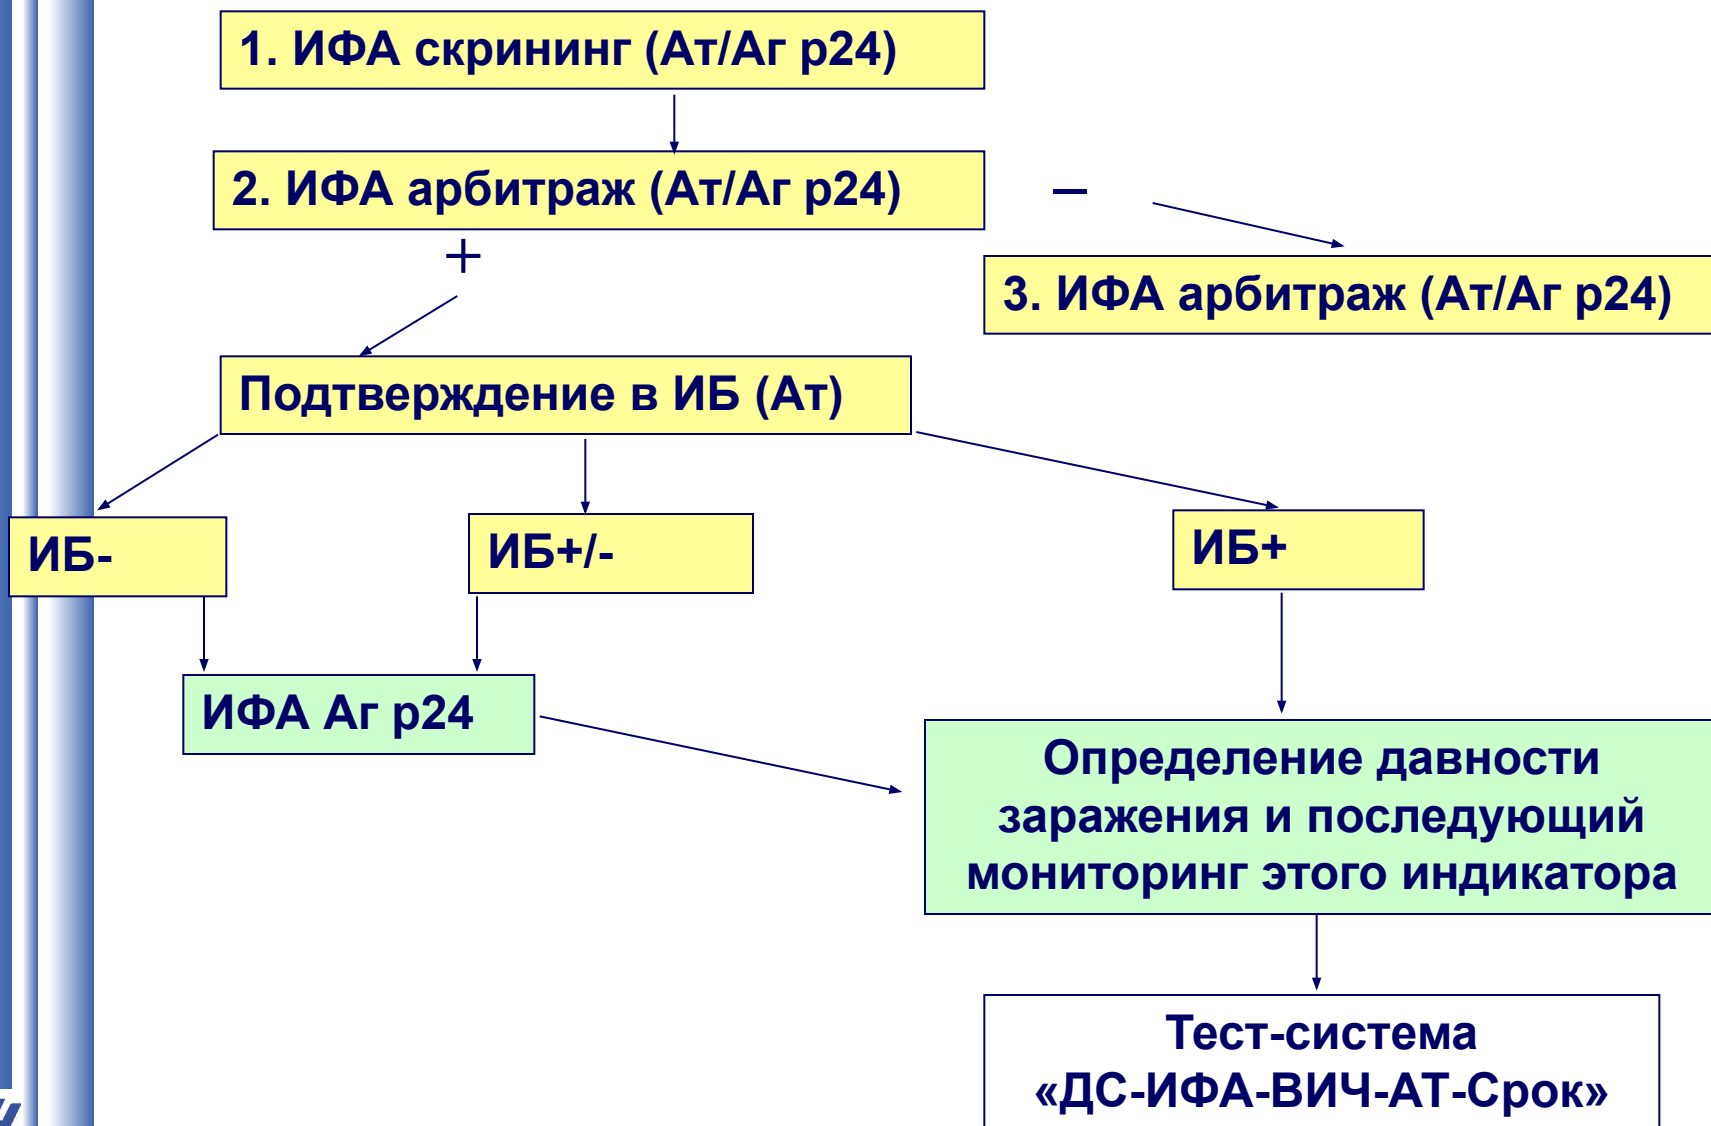 1. ИФА скрининг (Ат/Аг р24)
2. ИФА арбитраж (Ат/Аг р24)
–
+
3. ИФА арбитраж (Ат/Аг р24)
Подтверждение в ИБ (Ат)
ИБ-
ИБ+/-
ИБ+
ИФА Аг р24
Определение давности
заражения и последующий
мониторинг этого индикатора
Тест-система
«ДС-ИФА-ВИЧ-АТ-Срок»